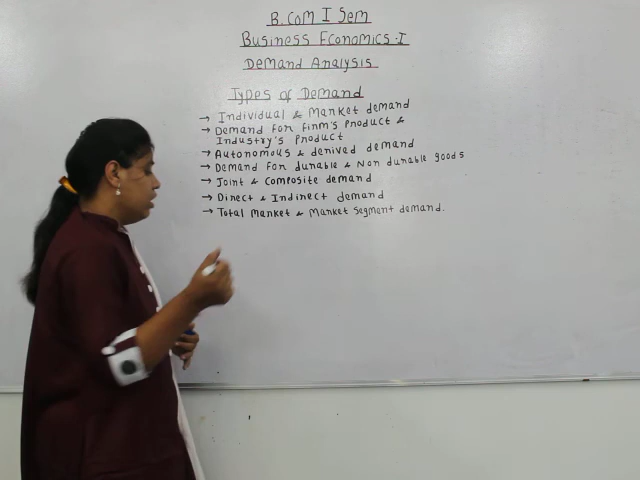 B. Com I Sem
Business Economics-I
Demand Analysis
Types of Demand
→ Individual & Market demand
→ Demand for firm's Product &
Industry's Product
→ Autonomous & derived demand
→ Demand for durable & Non durable goods
→ Joint & Composite demand
→ Direct & Indirect demand
→ Total Market & Market Segment demand.